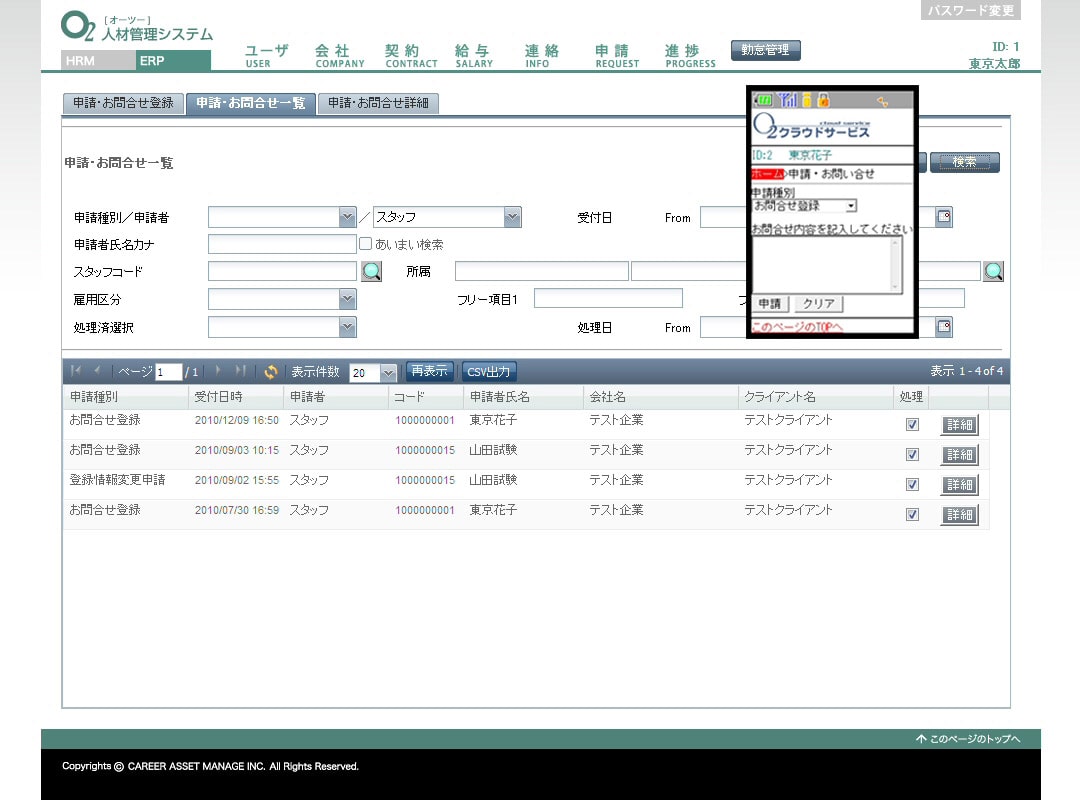 パスワード変更
O2 [オーツー]
人材管理システム
HRM ERP
ユーザ 会社 契約 給与 連絡 申請 進捗 勤怠管理
USER COMPANY CONTRACT SALARY INFO REQUEST PROGRESS
ID: 1
東京太郎
申請・お問合せ登録 申請・お問合せ一覧 申請・お問合せ詳細
申請・お問合せ一覧
検索
申請種別／申請者 ／ スタッフ 受付日 From
申請者氏名カナ あいまい検索
スタッフコード 所属
雇用区分 フリー項目1 フ
処理済選択 処理日 From
O2 cloud service
クラウドサービス
ID:2 東京花子
ホーム>申請・お問い合せ
申請種別
お問合せ登録
お問合せ内容を記入してください
申請 クリア
このページのTOPへ
ページ 1 / 1 表示件数 20 再表示 CSV出力 表示 1 - 4 of 4
申請種別 受付日時 申請者 コード 申請者氏名 会社名 クライアント名 処理
お問合せ登録 2010/12/09 16:50 スタッフ 1000000001 東京花子 テスト企業 テストクライアント 詳細
お問合せ登録 2010/09/03 10:15 スタッフ 1000000015 山田試験 テスト企業 テストクライアント 詳細
登録情報変更申請 2010/09/02 15:55 スタッフ 1000000015 山田試験 テスト企業 テストクライアント 詳細
お問合せ登録 2010/07/30 16:59 スタッフ 1000000001 東京花子 テスト企業 テストクライアント 詳細
このページのトップへ
Copyrights © CAREER ASSET MANAGE INC. All Rights Reserved.